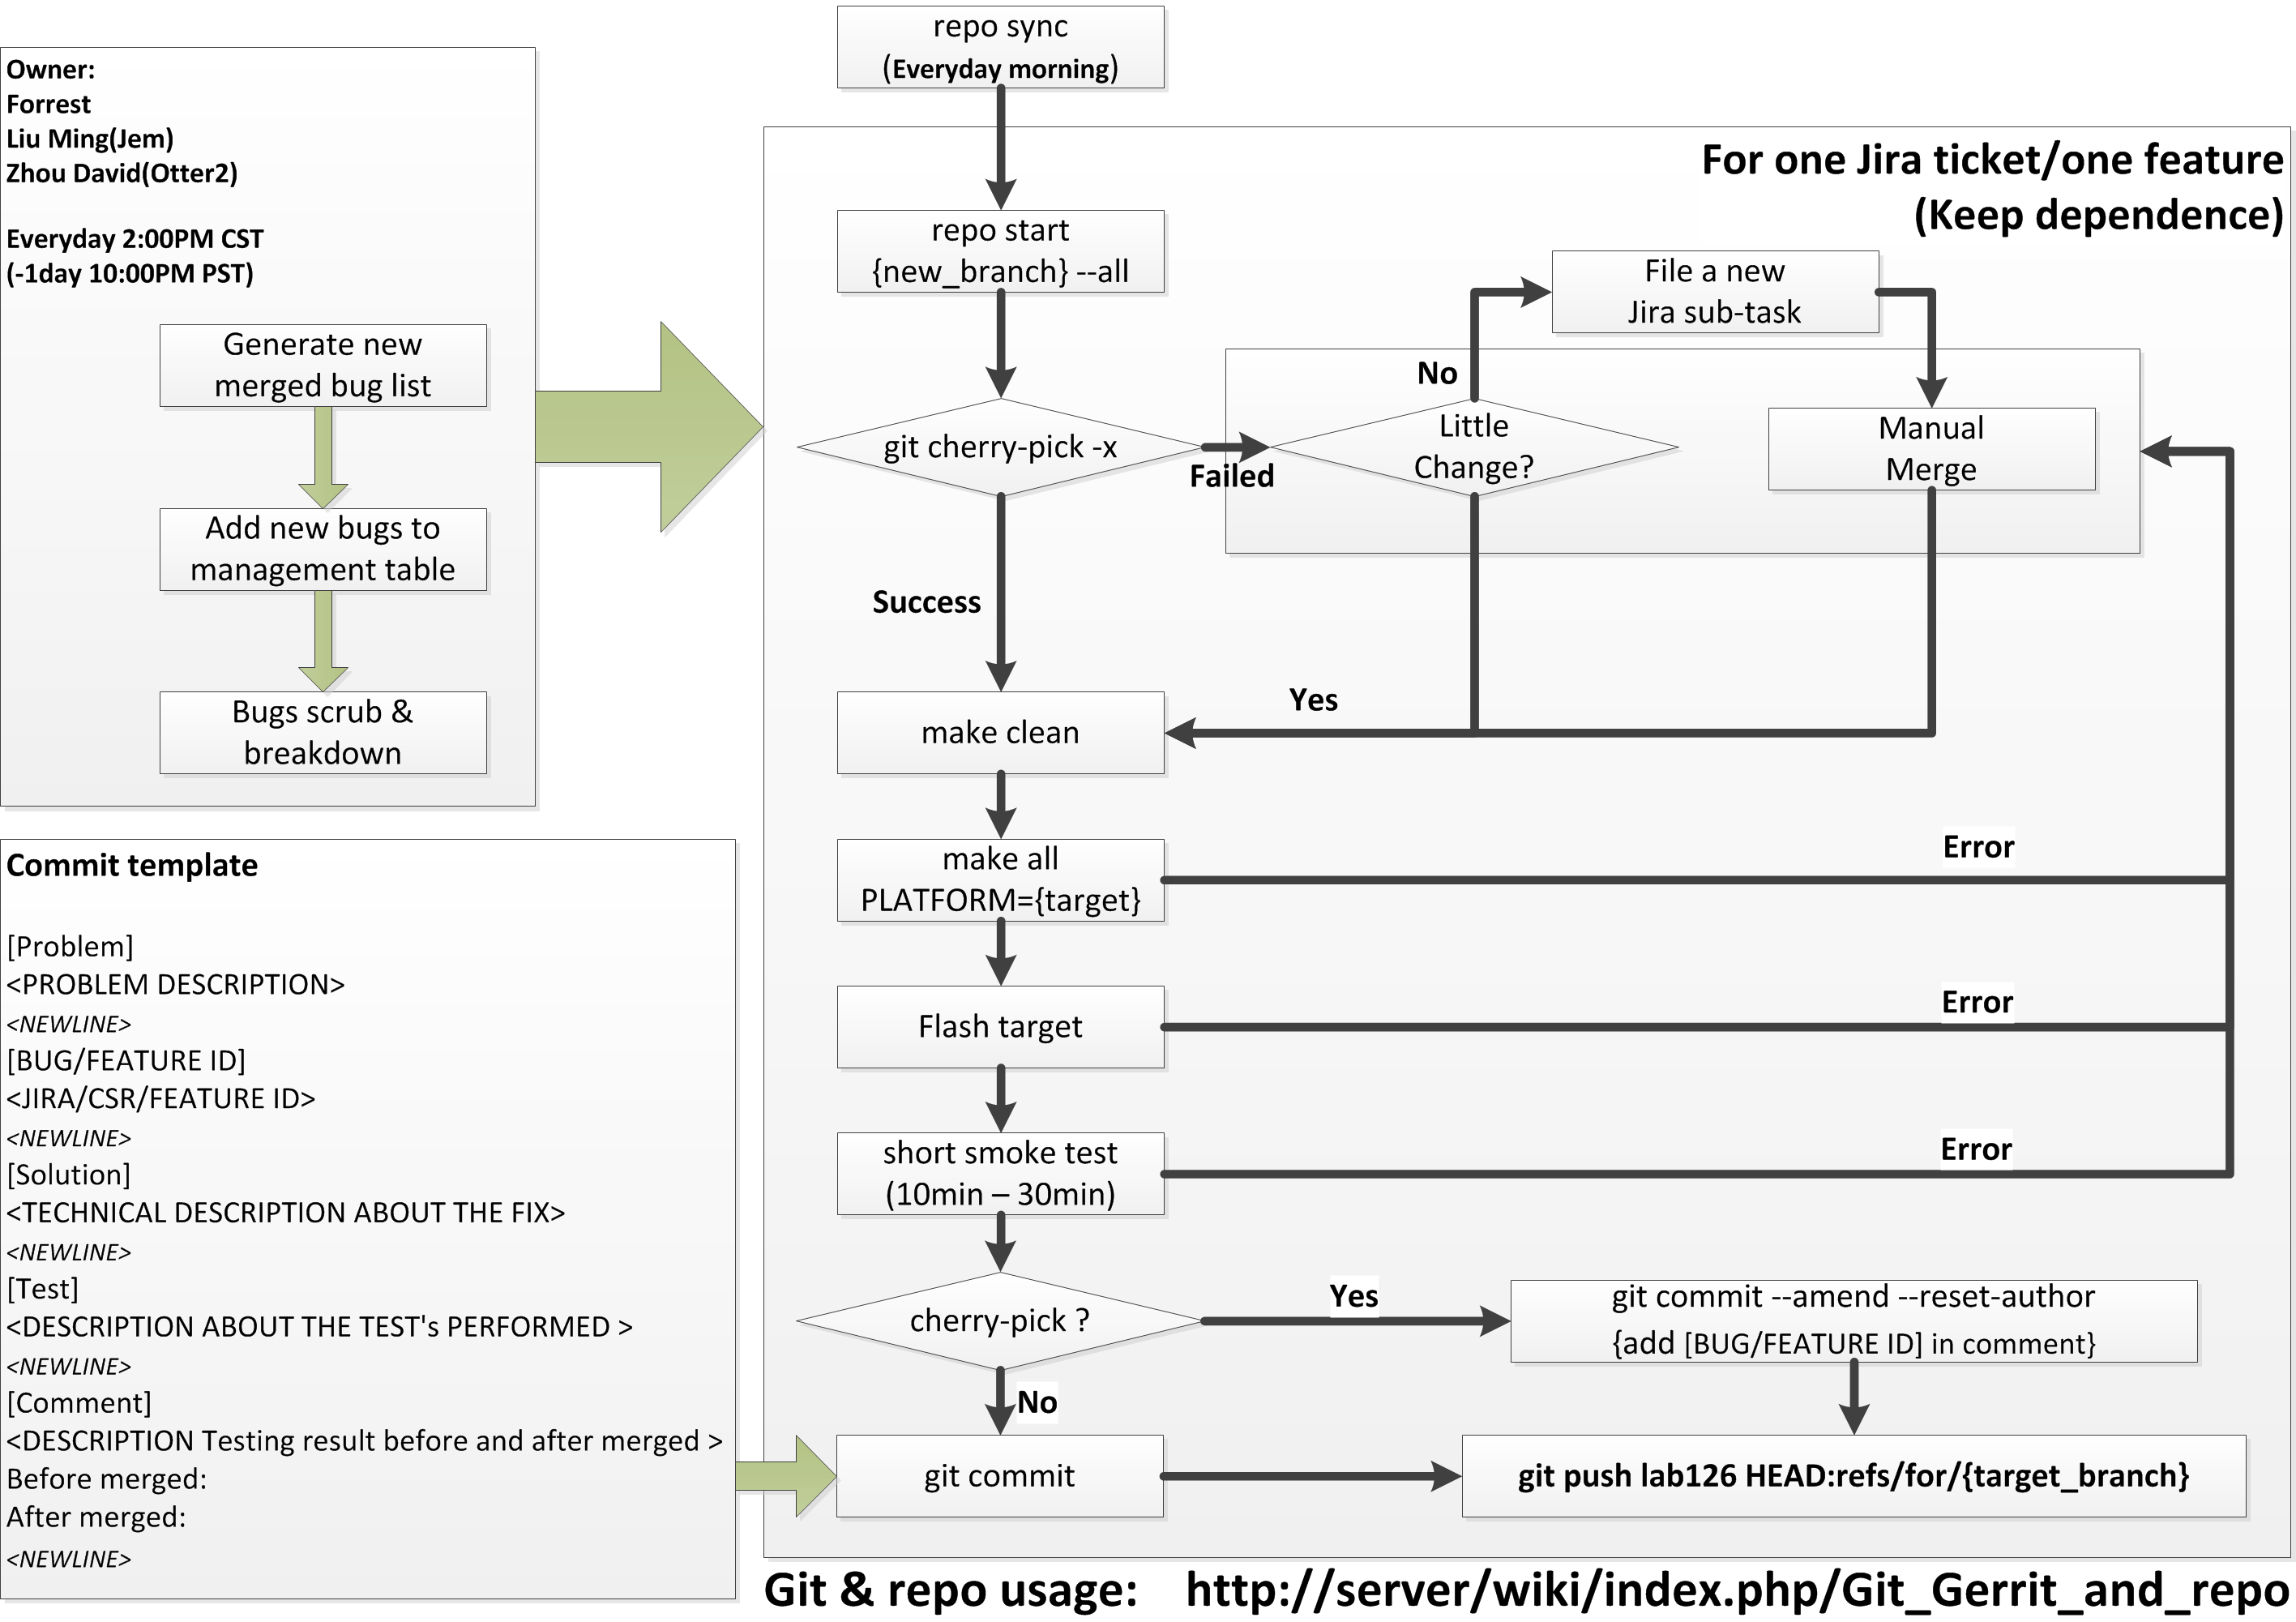 repo sync
(Everyday morning)
Owner:
Forrest
Liu Ming(Jem)
Zhou David(Otter2)
Everyday 2:00PM CST
(-1day 10:00PM PST)
Generate new
merged bug list
Add new bugs to
management table
Bugs scrub &
breakdown
For one Jira ticket/one feature
(Keep dependence)
repo start
{new_branch} --all
File a new
Jira sub-task
No
git cherry-pick -x
Failed
Little
Change?
Manual
Merge
Success
Yes
make clean
make all
PLATFORM={target}
Error
Flash target
Error
short smoke test
(10min – 30min)
Error
cherry-pick ?
Yes
git commit --amend --reset-author
{add [BUG/FEATURE ID] in comment}
No
git commit
git push lab126 HEAD:refs/for/{target_branch}
Commit template
[Problem]
<PROBLEM DESCRIPTION>
<NEWLINE>
[BUG/FEATURE ID]
<JIRA/CSR/FEATURE ID>
<NEWLINE>
[Solution]
<TECHNICAL DESCRIPTION ABOUT THE FIX>
<NEWLINE>
[Test]
<DESCRIPTION ABOUT THE TEST's PERFORMED >
<NEWLINE>
[Comment]
<DESCRIPTION Testing result before and after merged >
Before merged:
After merged:
<NEWLINE>
Git & repo usage: http://server/wiki/index.php/Git_Gerrit_and_repo